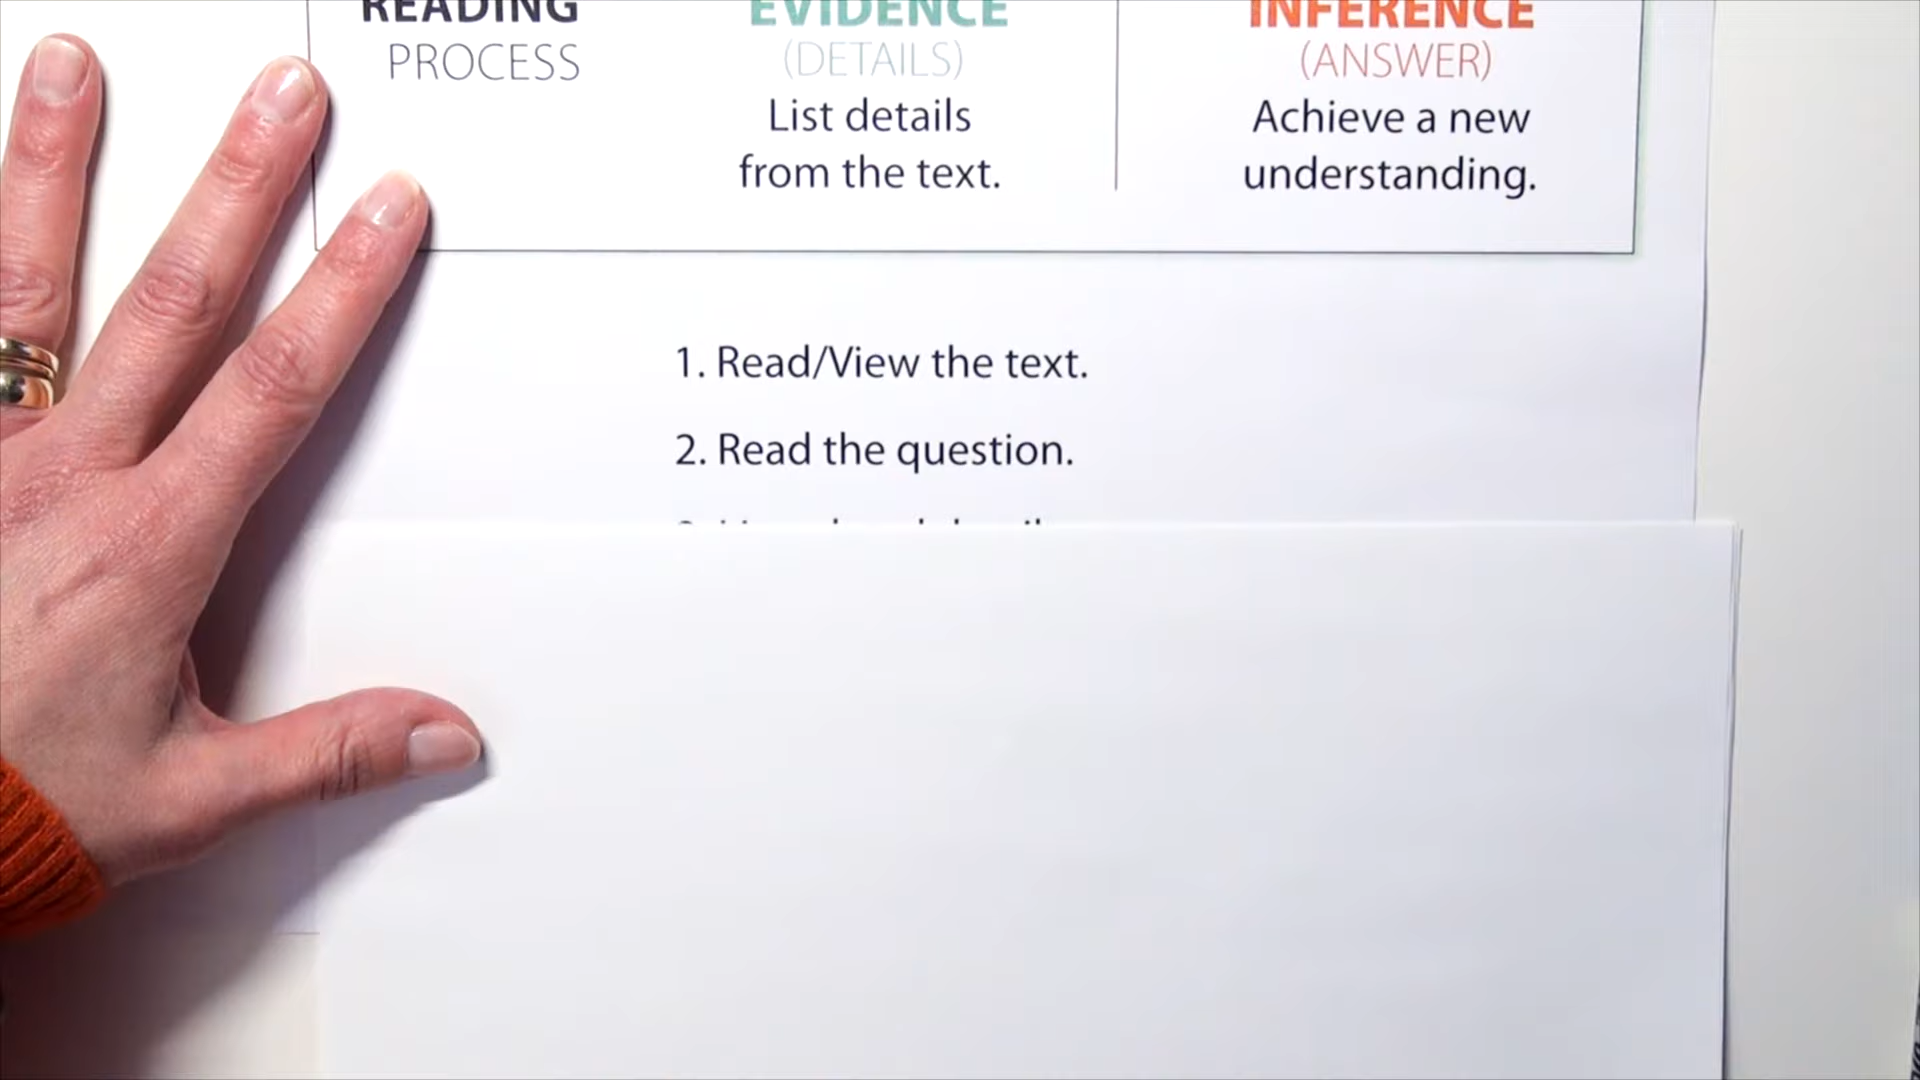 READING
PROCESS
EVIDENCE
(DETAILS)
List details
from the text.
INFERENCE
(ANSWER)
Achieve a new
understanding.
1. Read/View the text.
2. Read the question.